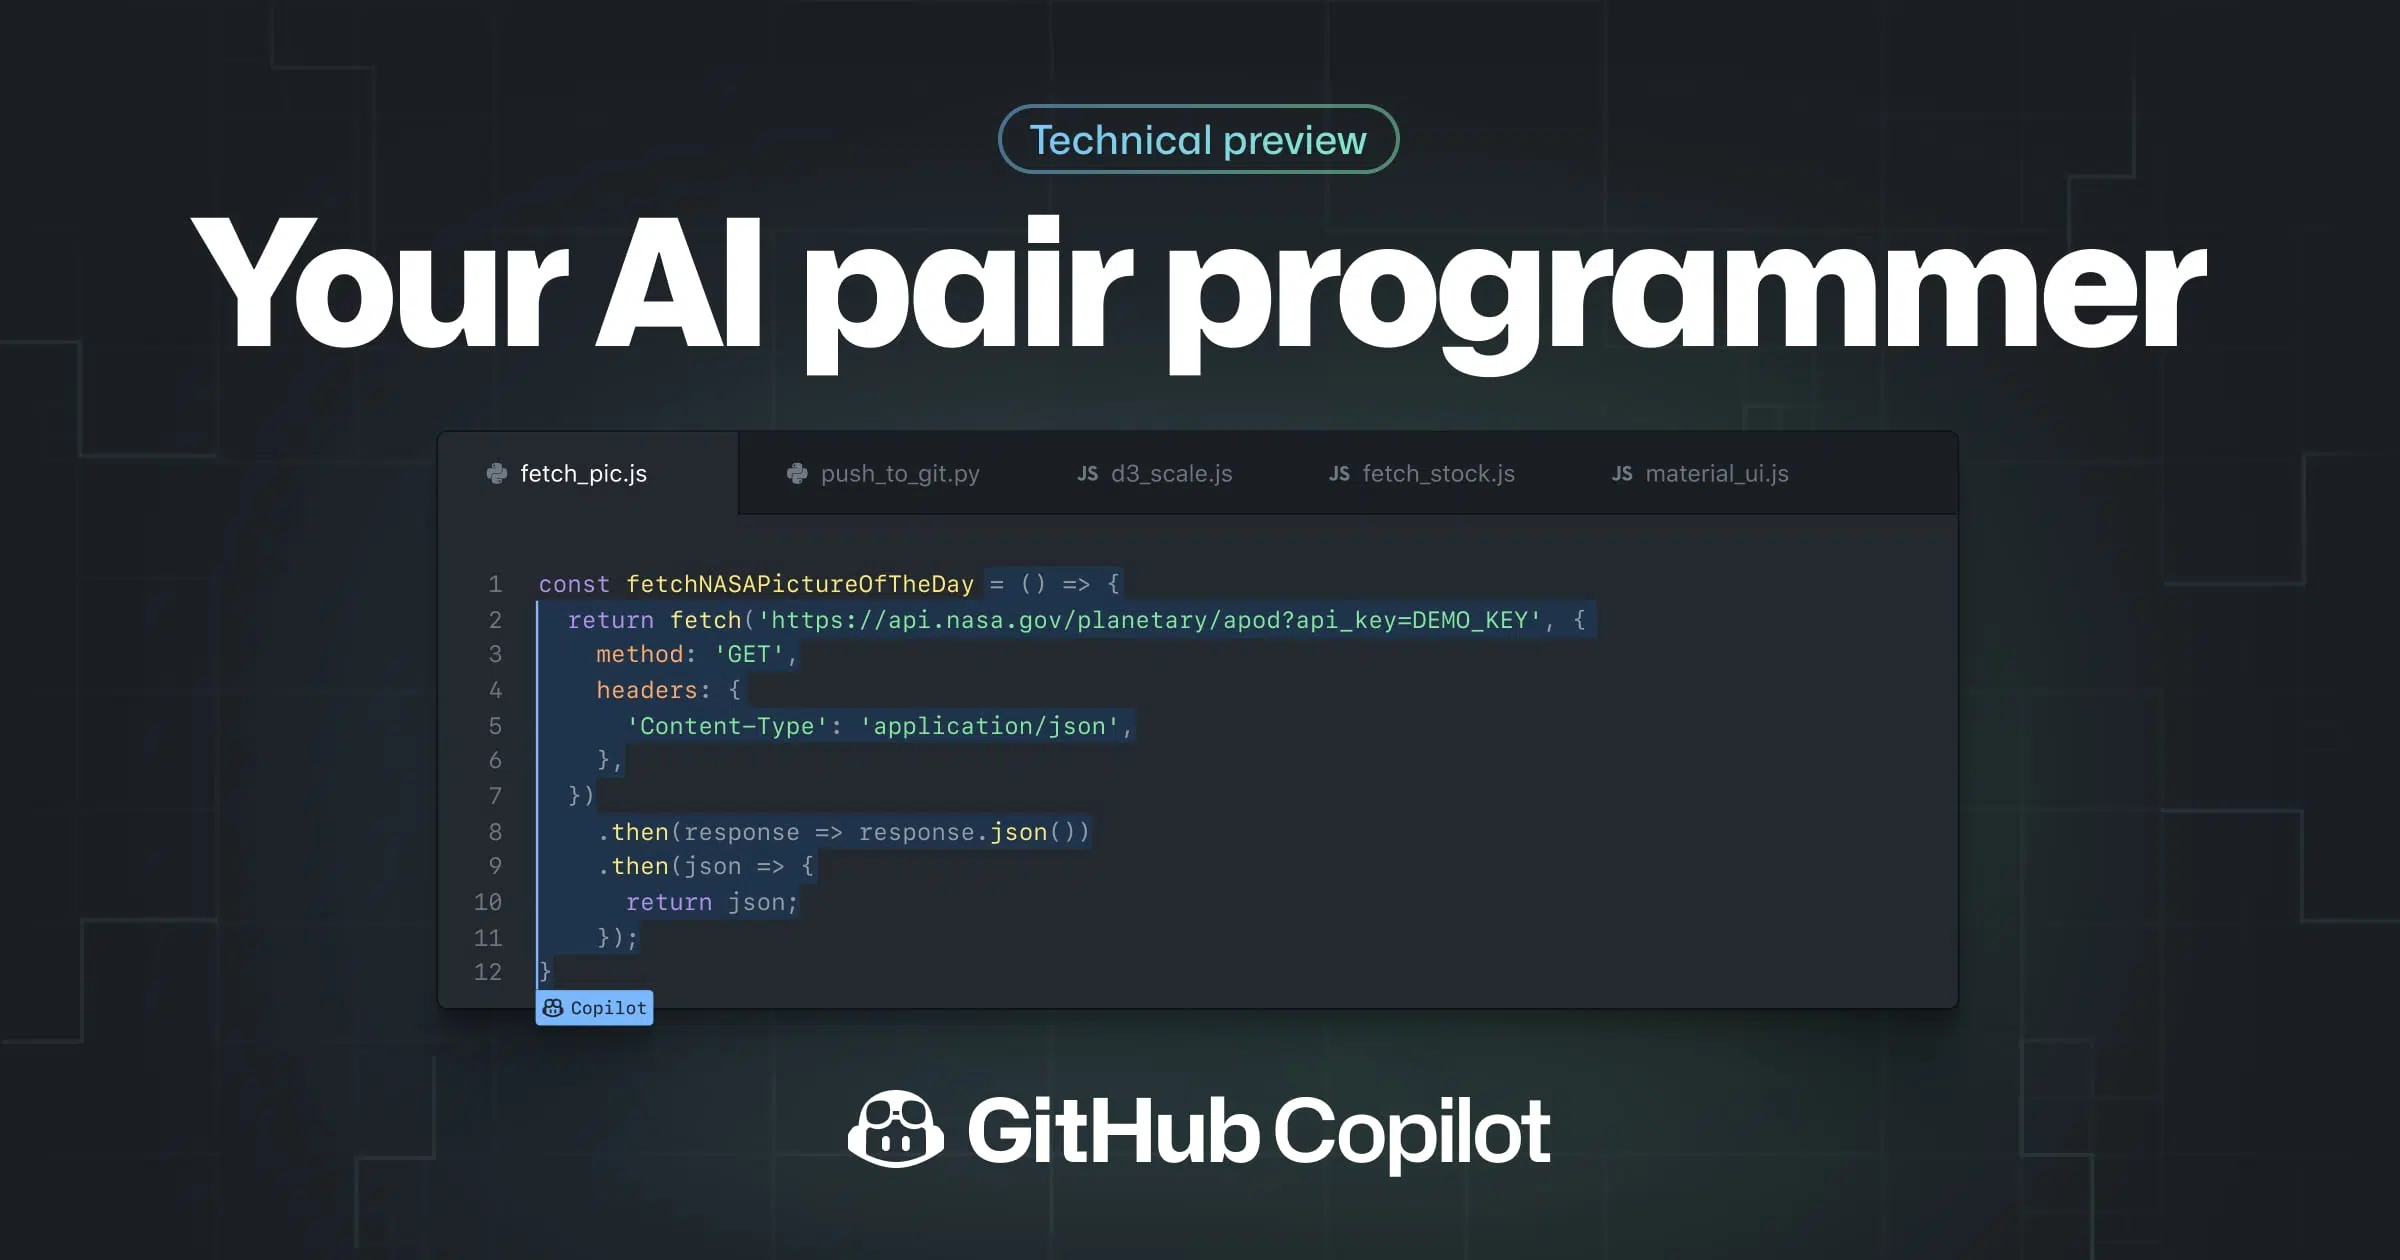 Technical preview
Your AI pair programmer
fetch_pic.js push_to_git.py JS d3_scale.js JS fetch_stock.js JS material_ui.js
1 const fetchNASAPictureOfTheDay = () => {
2 return fetch('https://api.nasa.gov/planetary/apod?api_key=DEMO_KEY', {
3 method: 'GET',
4 headers: {
5 'Content-Type': 'application/json',
6 },
7 })
8 .then(response => response.json())
9 .then(json => {
10 return json;
11 });
12 }
Copilot
GitHub Copilot